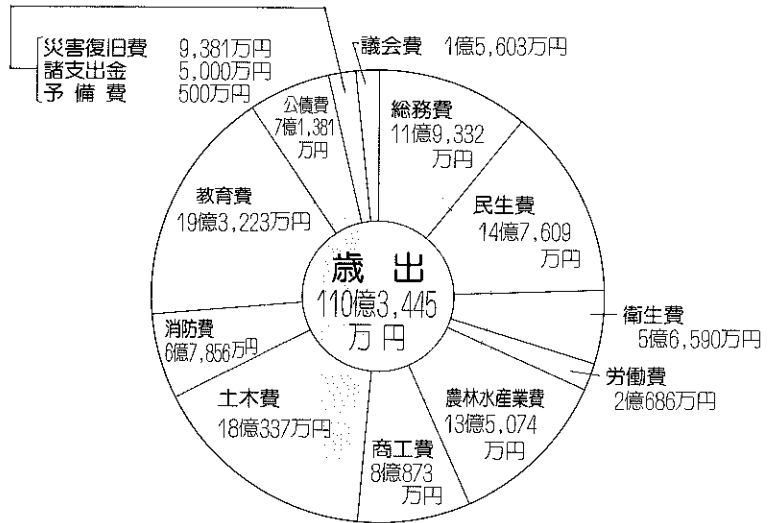 災害復旧費 9,381万円
諸支出金 5,000万円
予備費 500万円
議会費 1億5,603万円
総務費
11億9,332
万円
民生費
14億7,609
万円
衛生費
5億6,590万円
労働費
2億686万円
農林水産業費
13億5,074
万円
商工費
8億873
万円
土木費
18億337万円
消防費
6億7,856万円
教育費
19億3,223万円
公債費
7億1,381
万円
歳出
110億3,445
万円